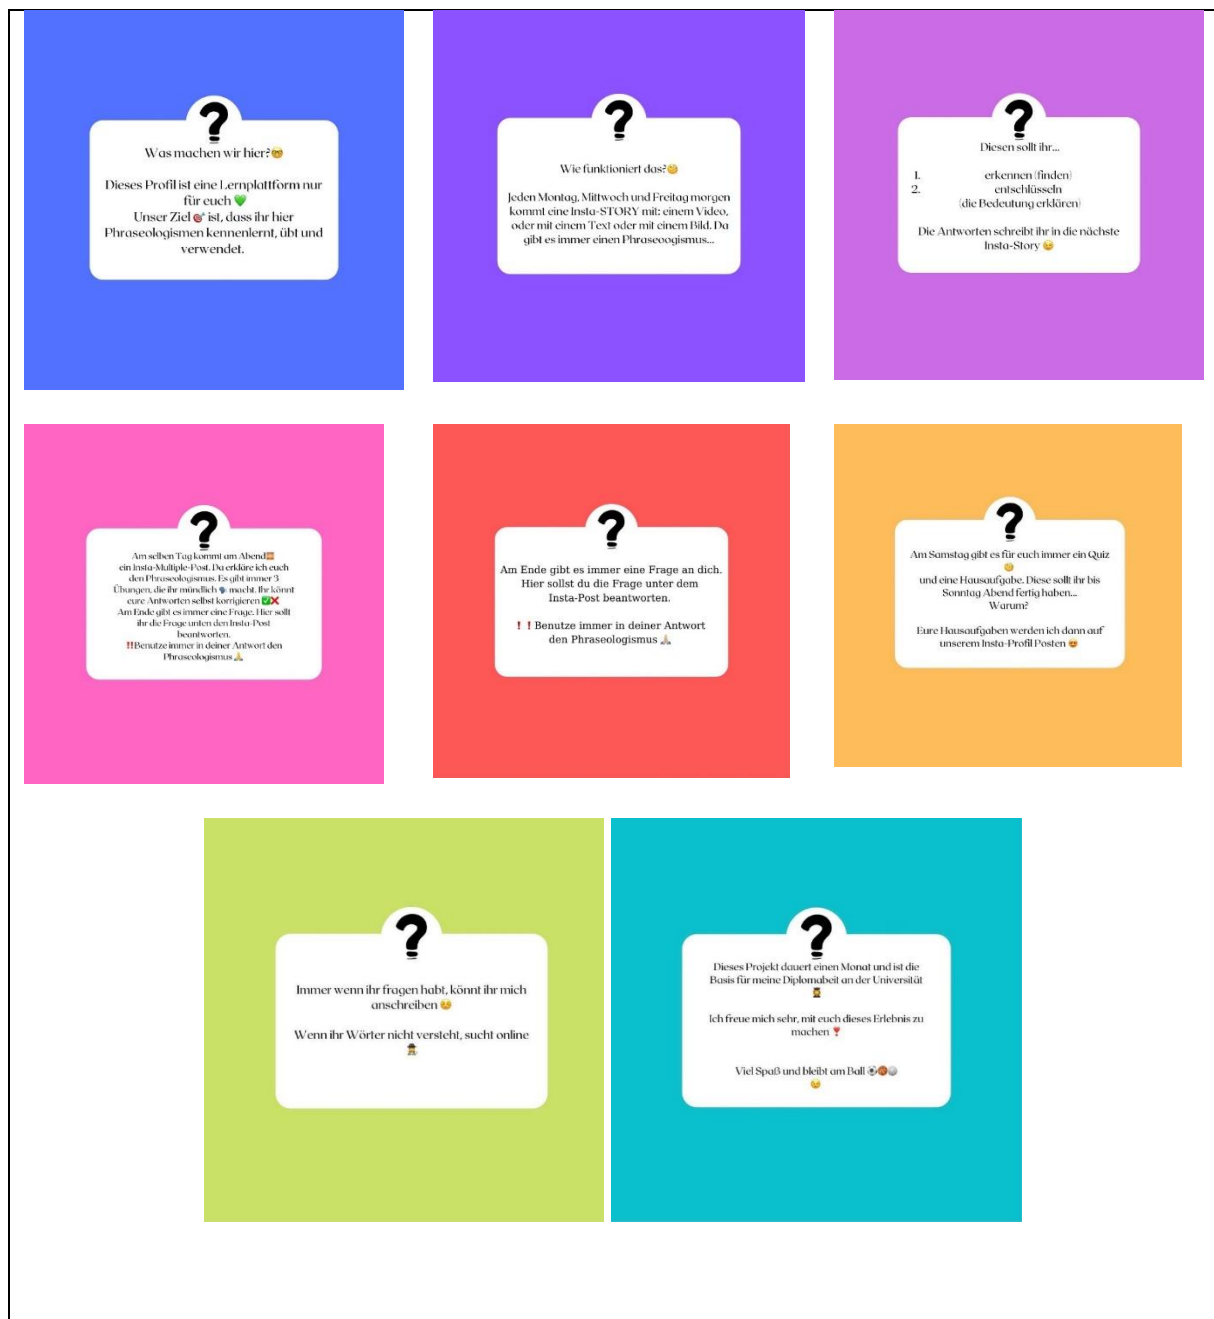 ?
Was machen wir hier?🤓
Dieses Profil ist eine Lernplattform nur
für euch 💚
Unser Ziel 🎯 ist, dass ihr hier
Phraseologismen kennenlernt, übt und
verwendet.
?
Wie funktioniert das?🧐
Jeden Montag, Mittwoch und Freitag morgen
kommt eine Insta-STORY mit: einem Video,
oder mit einem Text oder mit einem Bild. Da
gibt es immer einen Phraseoogismus...
?
Diesen sollt ihr...
1. erkennen (finden)
2. entschlüsseln
(die Bedeutung erklären)
Die Antworten schreibt ihr in die nächste
Insta-Story 😉
?
Am selben Tag kommt am Abend🌇
ein Insta-Multiple-Post. Da erkläre ich euch
den Phraseologismus. Es gibt immer 3
Übungen, die ihr mündlich 🗣 macht. Ihr könnt
eure Antworten selbst korrigieren ✅❌
Am Ende gibt es immer eine Frage. Hier sollt
ihr die Frage unten den Insta-Post
beantworten.
‼️Benutze immer in deiner Antwort den
Phraseologismus 🙏🏼
?
Am Ende gibt es immer eine Frage an dich.
Hier sollst du die Frage unter dem
Insta-Post beantworten.
❗❗Benutze immer in deiner Antwort
den Phraseologismus 🙏🏼
?
Am Samstag gibt es für euch immer ein Quiz
🧐
und eine Hausaufgabe. Diese sollt ihr bis
Sonntag Abend fertig haben...
Warum?
Eure Hausaufgaben werden ich dann auf
unserem Insta-Profil Posten 😍
?
Immer wenn ihr fragen habt, könnt ihr mich
anschreiben ☺️
Wenn ihr Wörter nicht versteht, sucht online
🕵️
?
Dieses Projekt dauert einen Monat und ist die
Basis für meine Diplomabeit an der Universität
👩‍🎓
Ich freue mich sehr, mit euch dieses Erlebnis zu
machen ❣️
Viel Spaß und bleibt am Ball ⚽🏀🏐
😉